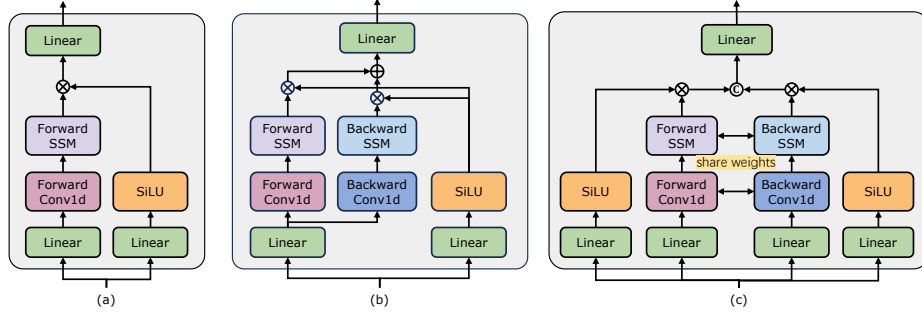 Linear
Forward
SSM
Forward
Conv1d
SiLU
Linear
Linear
(a)
Linear
Forward
SSM
Backward
SSM
Forward
Conv1d
Backward
Conv1d
SiLU
Linear
Linear
(b)
Linear
C
Forward
SSM
Backward
SSM
share weights
SiLU
Forward
Conv1d
Backward
Conv1d
SiLU
Linear
Linear
Linear
Linear
(c)